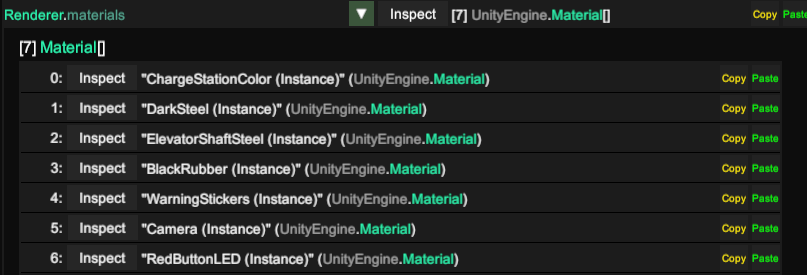 Renderer.materials ▼ Inspect [7] UnityEngine.Material[] Copy Paste
[7] Material[]
0: Inspect "ChargeStationColor (Instance)" (UnityEngine.Material) Copy Paste
1: Inspect "DarkSteel (Instance)" (UnityEngine.Material) Copy Paste
2: Inspect "ElevatorShaftSteel (Instance)" (UnityEngine.Material) Copy Paste
3: Inspect "BlackRubber (Instance)" (UnityEngine.Material) Copy Paste
4: Inspect "WarningStickers (Instance)" (UnityEngine.Material) Copy Paste
5: Inspect "Camera (Instance)" (UnityEngine.Material) Copy Paste
6: Inspect "RedButtonLED (Instance)" (UnityEngine.Material) Copy Paste